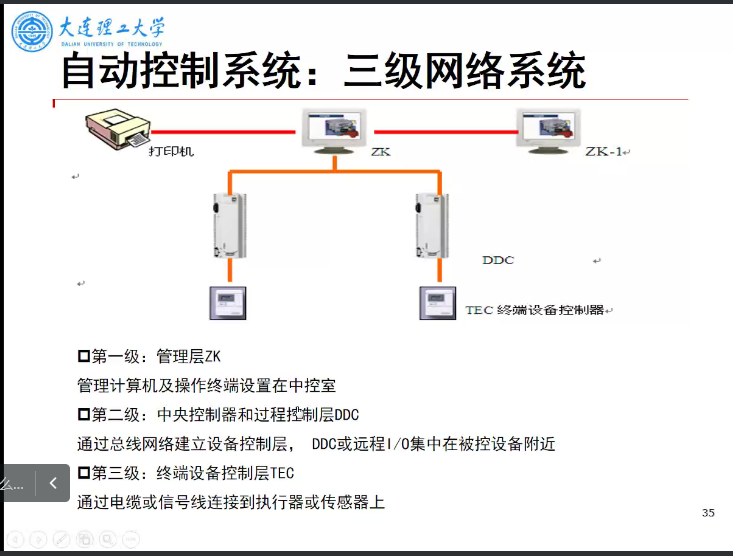 大连理工大学
DALIAN UNIVERSITY OF TECHNOLOGY
自动控制系统：三级网络系统
打印机
ZK
ZK-1
DDC
TEC 终端设备控制器
第一级：管理层ZK
管理计算机及操作终端设置在中控室
第二级：中央控制器和过程控制层DDC
通过总线网络建立设备控制层， DDC或远程I/O集中在被控设备附近
第三级：终端设备控制层TEC
么...
通过电缆或信号线连接到执行器或传感器上
35